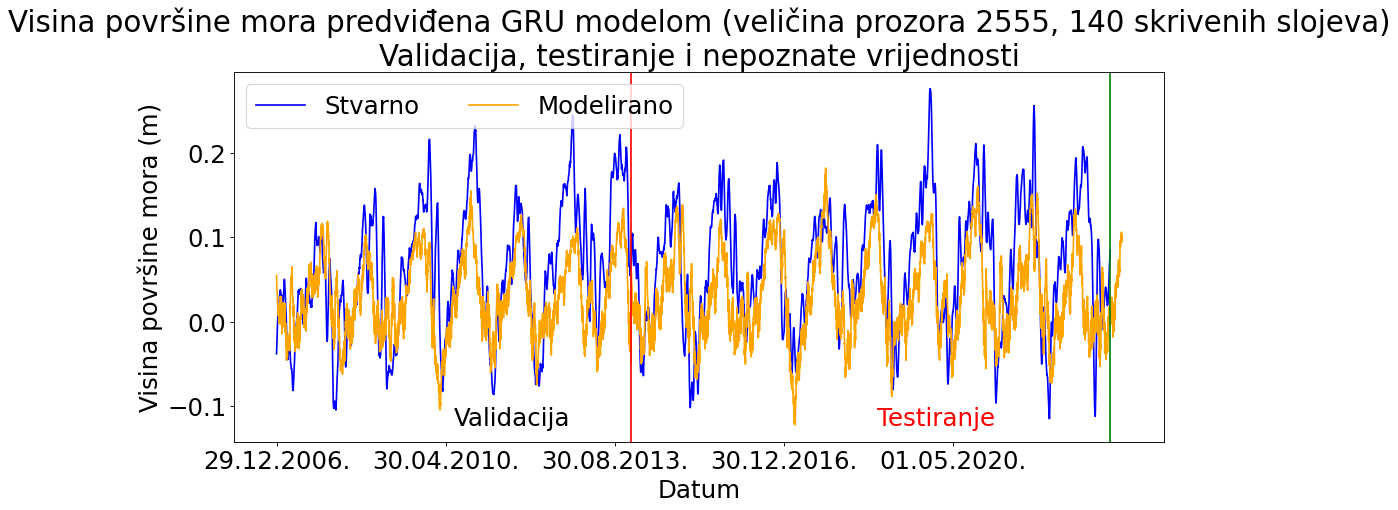 Visina površine mora predviđena GRU modelom (veličina prozora 2555, 140 skrivenih slojeva)
Validacija, testiranje i nepoznate vrijednosti
Stvarno
Modelirano
Visina površine mora (m)
0.2
0.1
0.0
−0.1
Validacija
Testiranje
29.12.2006.
30.04.2010.
30.08.2013.
30.12.2016.
01.05.2020.
Datum